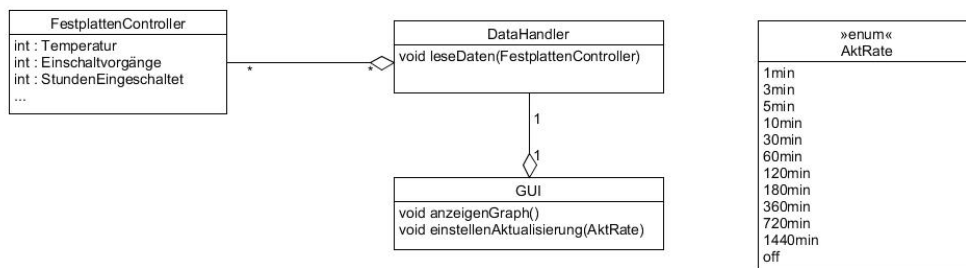 FestplattenController
int : Temperatur
int : Einschaltvorgänge
int : StundenEingeschaltet
...
* *
DataHandler
void leseDaten(FestplattenController)
1
1
GUI
void anzeigenGraph()
void einstellenAktualisierung(AktRate)
»enum«
AktRate
1min
3min
5min
10min
30min
60min
120min
180min
360min
720min
1440min
off